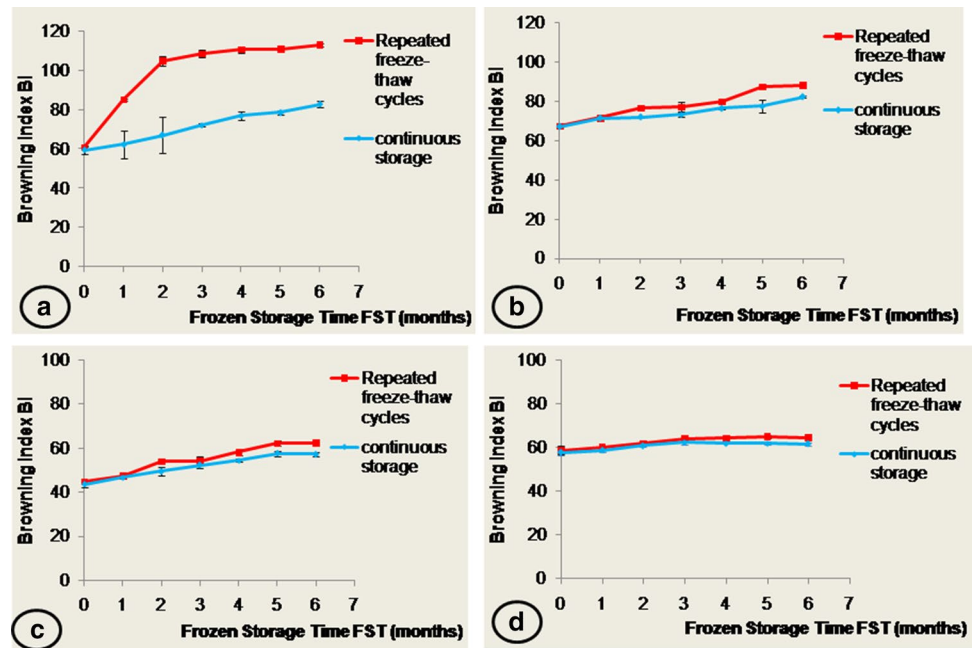 120
100
80
60
40
20
0
0 1 2 3 4 5 6 7
Browning Index BI
Frozen Storage Time FST (months)
Repeated
freeze-
thaw
cycles
continuous
storage
a
120
100
80
60
40
20
0
0 1 2 3 4 5 6 7
Browning Index BI
Frozen Storage Time FST (months)
Repeated
freeze-thaw
cycles
continuous
storage
b
100
80
60
40
20
0
0 1 2 3 4 5 6 7
Browning Index BI
Frozen Storage Time FST (months)
Repeated
freeze-thaw
cycles
continuous
storage
c
100
80
60
40
20
0
0 1 2 3 4 5 6 7
Browning Index BI
Frozen Storage Time FST (months)
Repeated
freeze-thaw
cycles
continuous
storage
d